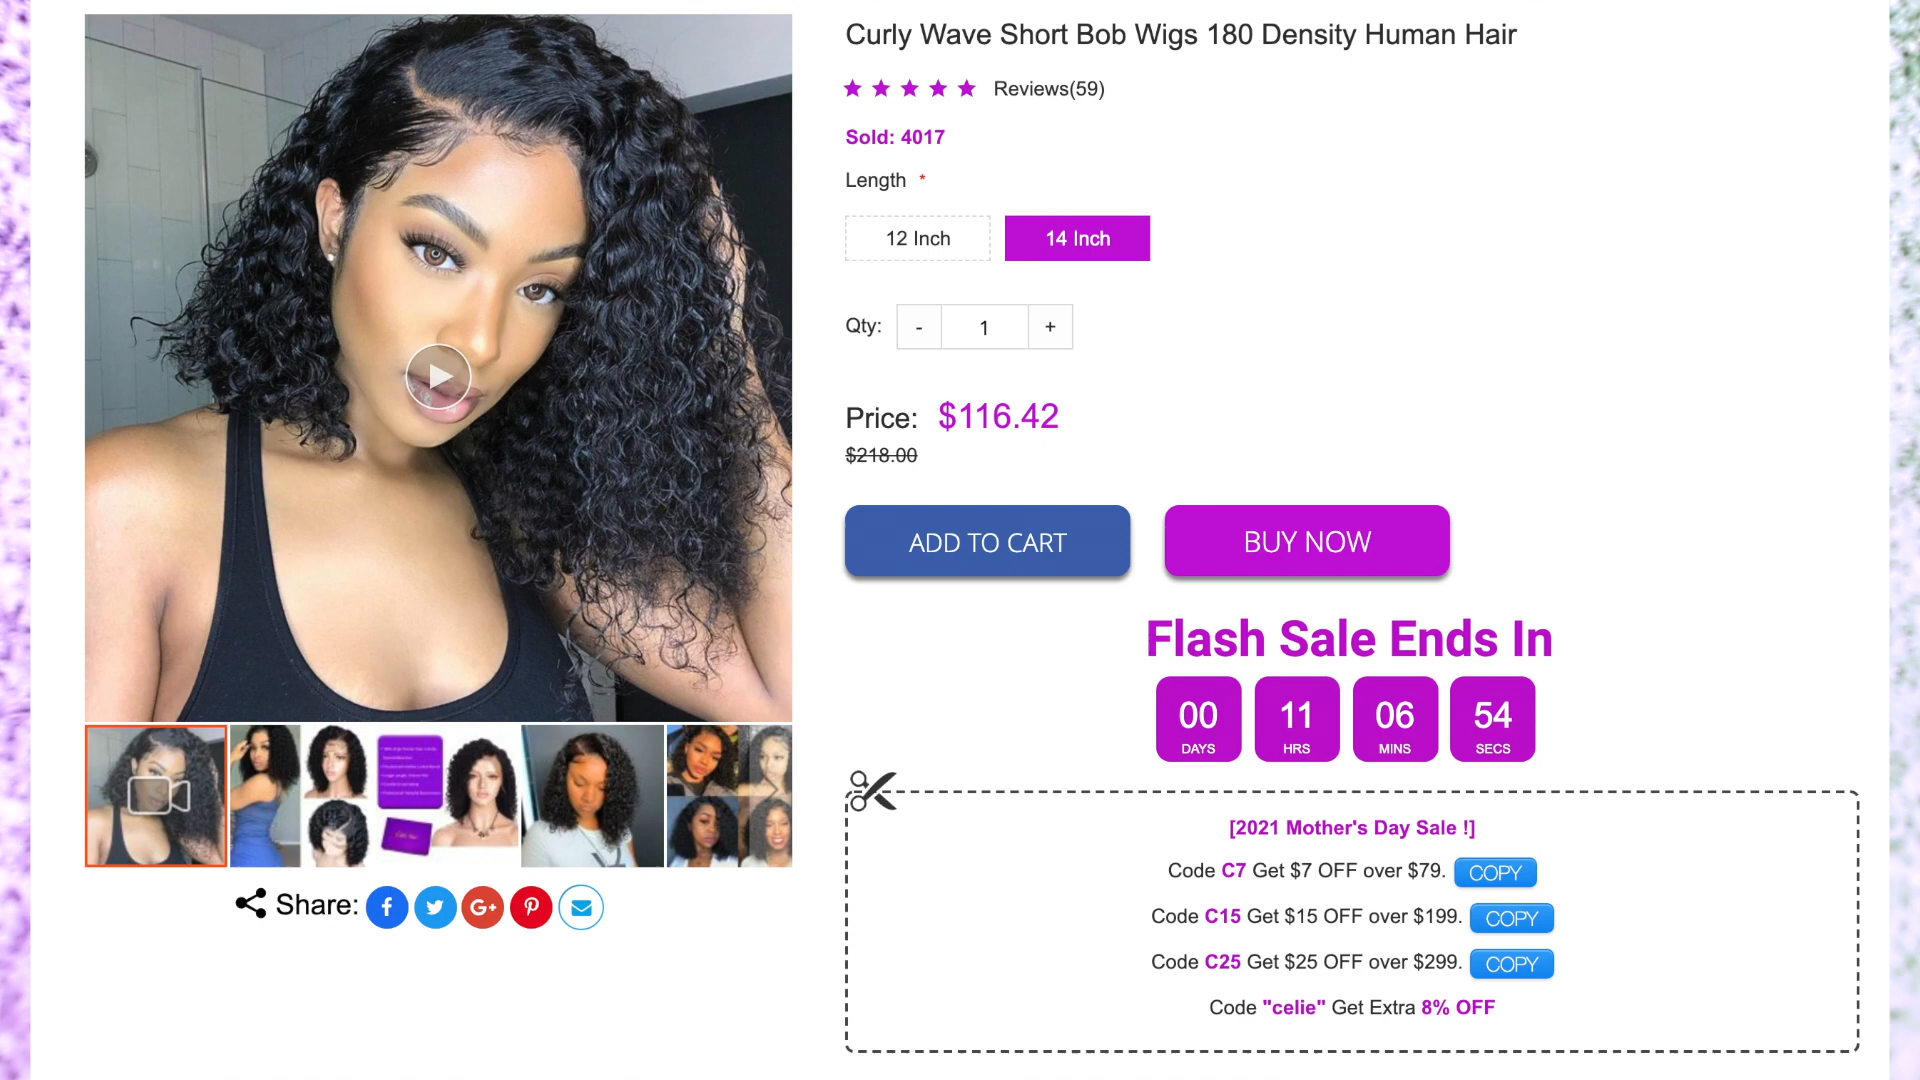 Curly Wave Short Bob Wigs 180 Density Human Hair
Reviews(59)
Sold: 4017
Length *
12 Inch 14 Inch
Qty: - 1 +
Price: $116.42
$218.00
ADD TO CART BUY NOW
Flash Sale Ends In
00 11 06 54
DAYS HRS MINS SECS
[2021 Mother's Day Sale !]
Code C7 Get $7 OFF over $79. COPY
Code C15 Get $15 OFF over $199. COPY
Code C25 Get $25 OFF over $299. COPY
Code "celie" Get Extra 8% OFF
Share: f G+